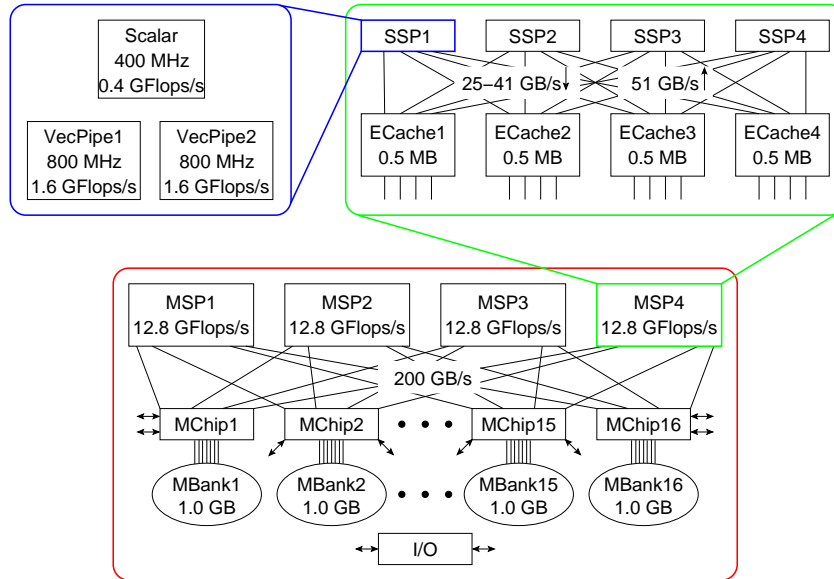 Scalar
400 MHz
0.4 GFlops/s
VecPipe1
800 MHz
1.6 GFlops/s
VecPipe2
800 MHz
1.6 GFlops/s
SSP1
SSP2
SSP3
SSP4
25−41 GB/s
51 GB/s
ECache1
0.5 MB
ECache2
0.5 MB
ECache3
0.5 MB
ECache4
0.5 MB
MSP1
12.8 GFlops/s
MSP2
12.8 GFlops/s
MSP3
12.8 GFlops/s
MSP4
12.8 GFlops/s
200 GB/s
MChip1
MChip2
MChip15
MChip16
MBank1
1.0 GB
MBank2
1.0 GB
MBank15
1.0 GB
MBank16
1.0 GB
I/O